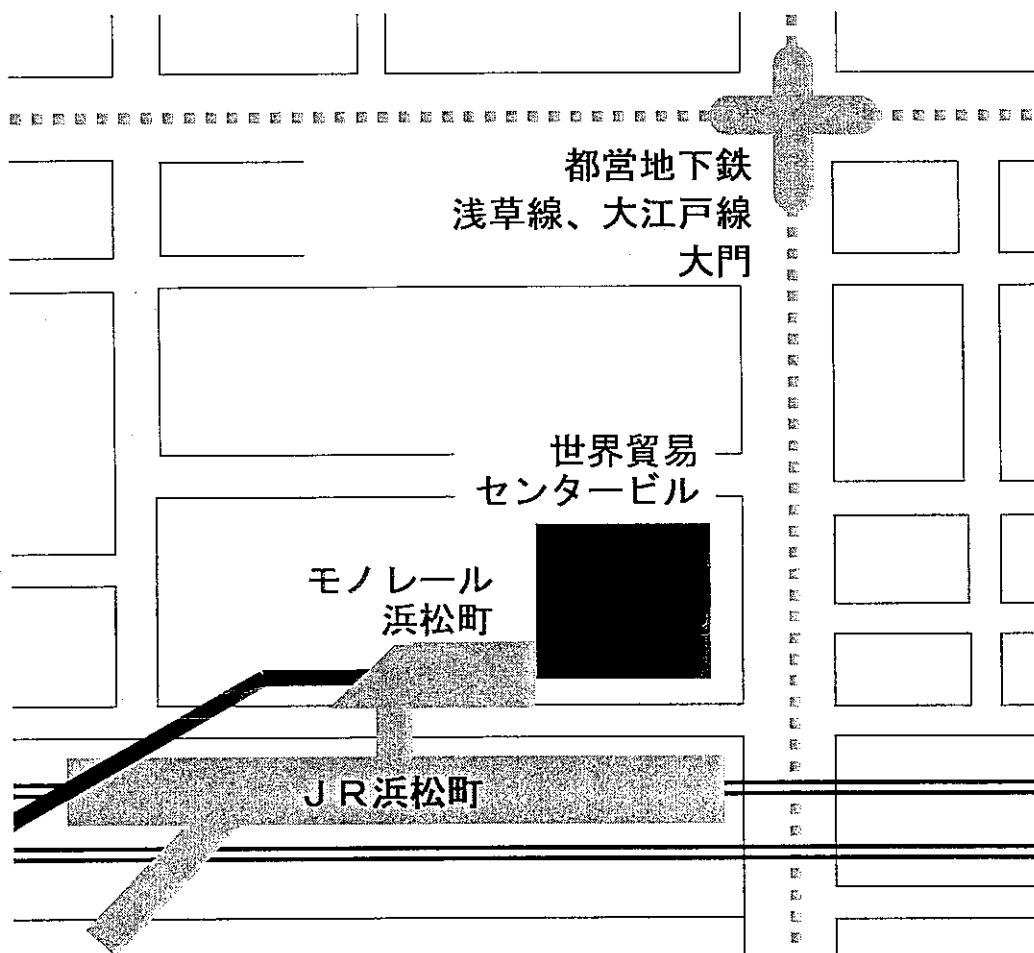 都営地下鉄
浅草線、大江戸線
大門
世界貿易
センタービル
モノレール
浜松町
ＪＲ浜松町